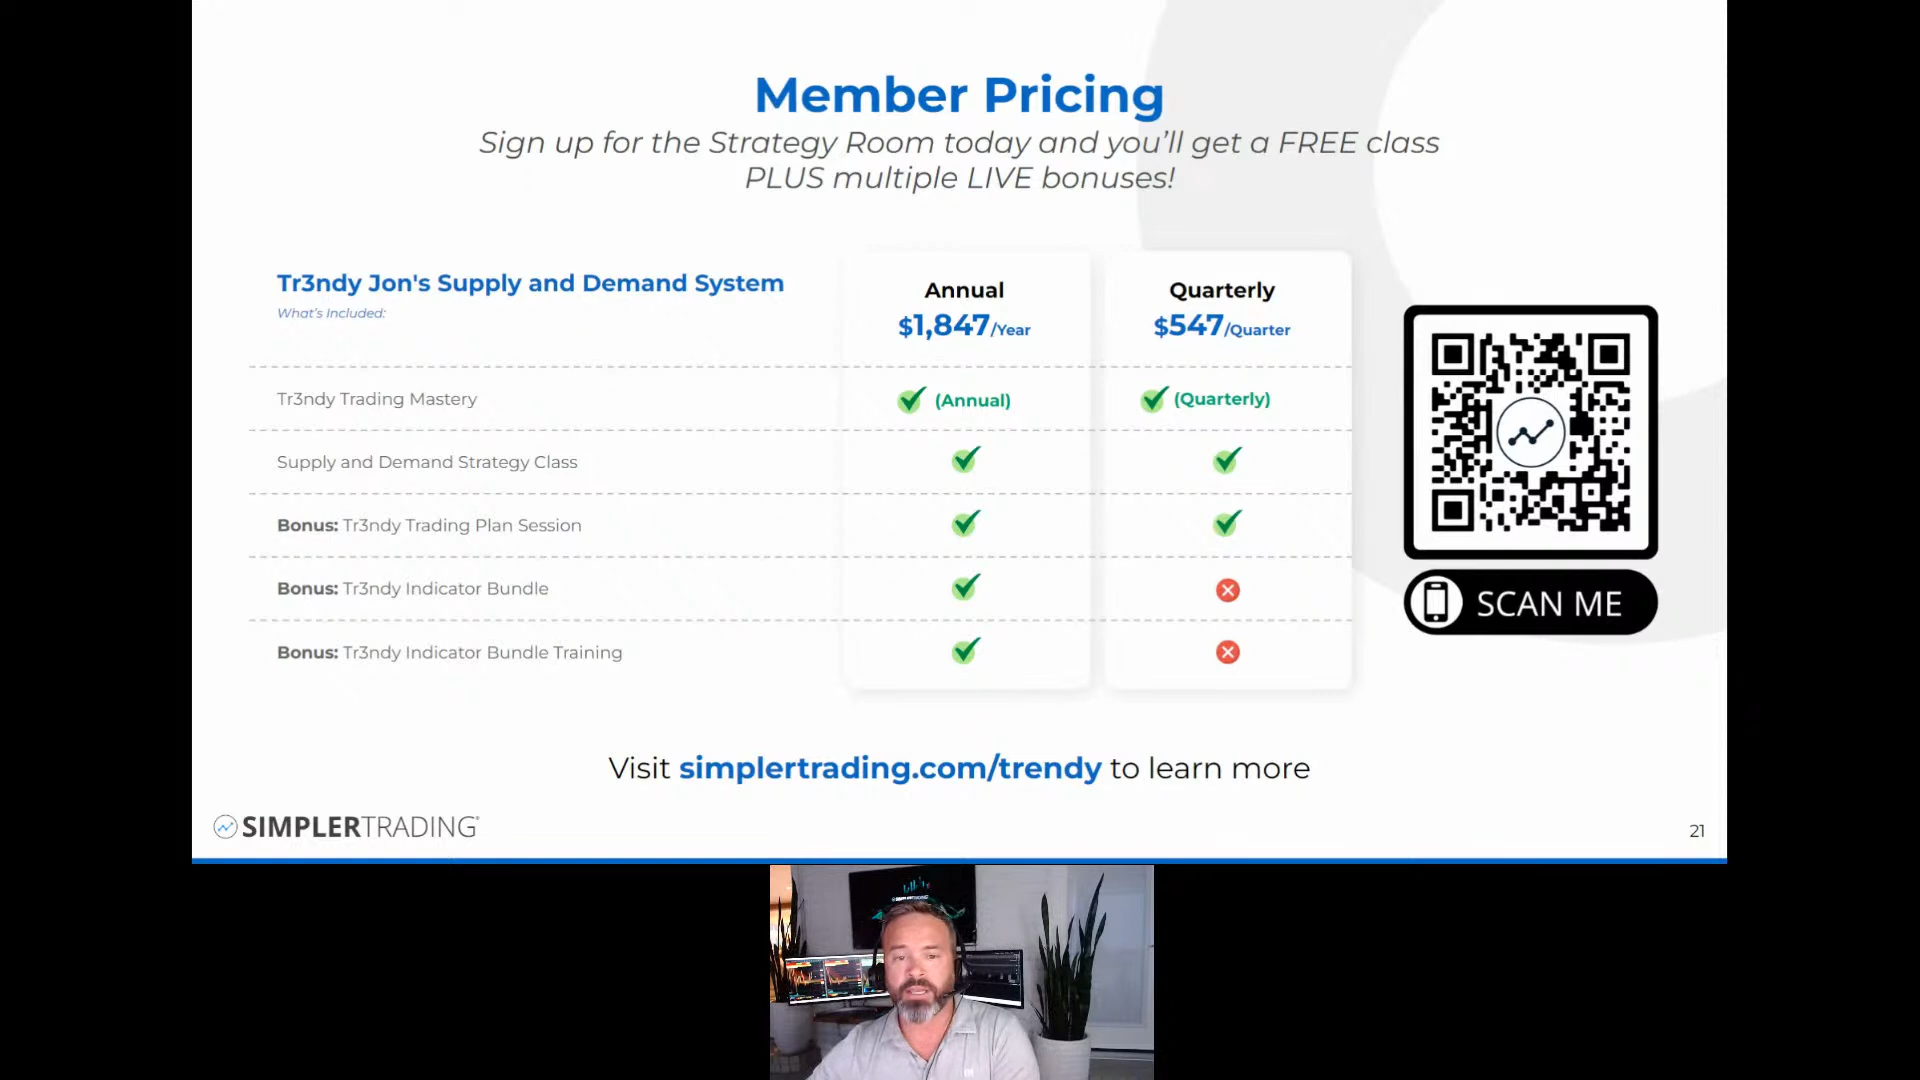 Member Pricing
Sign up for the Strategy Room today and you'll get a FREE class
PLUS multiple LIVE bonuses!
Tr3ndy Jon's Supply and Demand System
What's Included:
Annual
$1,847/Year
Quarterly
$547/Quarter
Tr3ndy Trading Mastery
(Annual)
(Quarterly)
Supply and Demand Strategy Class
Bonus: Tr3ndy Trading Plan Session
Bonus: Tr3ndy Indicator Bundle
Bonus: Tr3ndy Indicator Bundle Training
SCAN ME
Visit simplertrading.com/trendy to learn more
SIMPLERTRADING
21